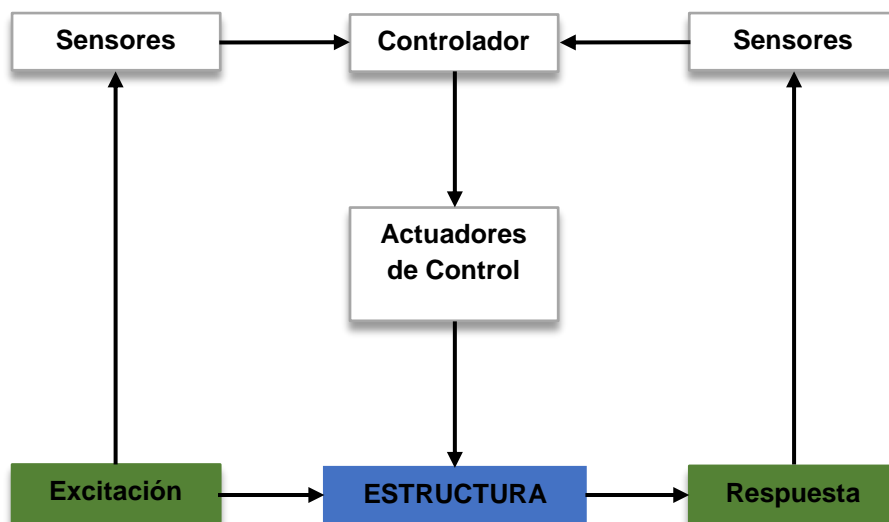 Sensores
Controlador
Sensores
Actuadores
de Control
Excitación
ESTRUCTURA
Respuesta